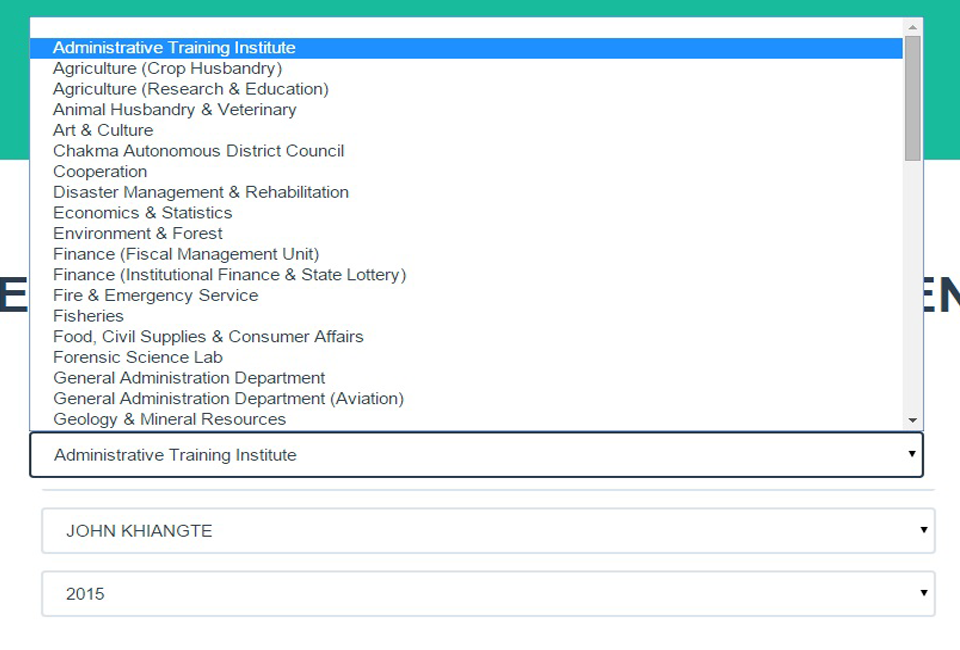 Administrative Training Institute
Agriculture (Crop Husbandry)
Agriculture (Research & Education)
Animal Husbandry & Veterinary
Art & Culture
Chakma Autonomous District Council
Cooperation
Disaster Management & Rehabilitation
Economics & Statistics
Environment & Forest
Finance (Fiscal Management Unit)
Finance (Institutional Finance & State Lottery)
Fire & Emergency Service
Fisheries
Food, Civil Supplies & Consumer Affairs
Forensic Science Lab
General Administration Department
General Administration Department (Aviation)
Geology & Mineral Resources
Administrative Training Institute
JOHN KHIANGTE
2015